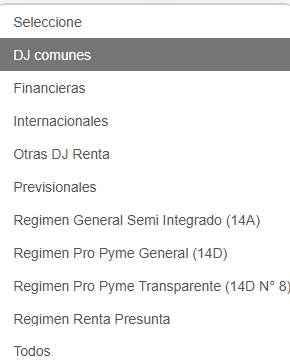 Seleccione
DJ comunes
Financieras
Internacionales
Otras DJ Renta
Previsionales
Regimen General Semi Integrado (14A)
Regimen Pro Pyme General (14D)
Regimen Pro Pyme Transparente (14D N° 8)
Regimen Renta Presunta
Todos